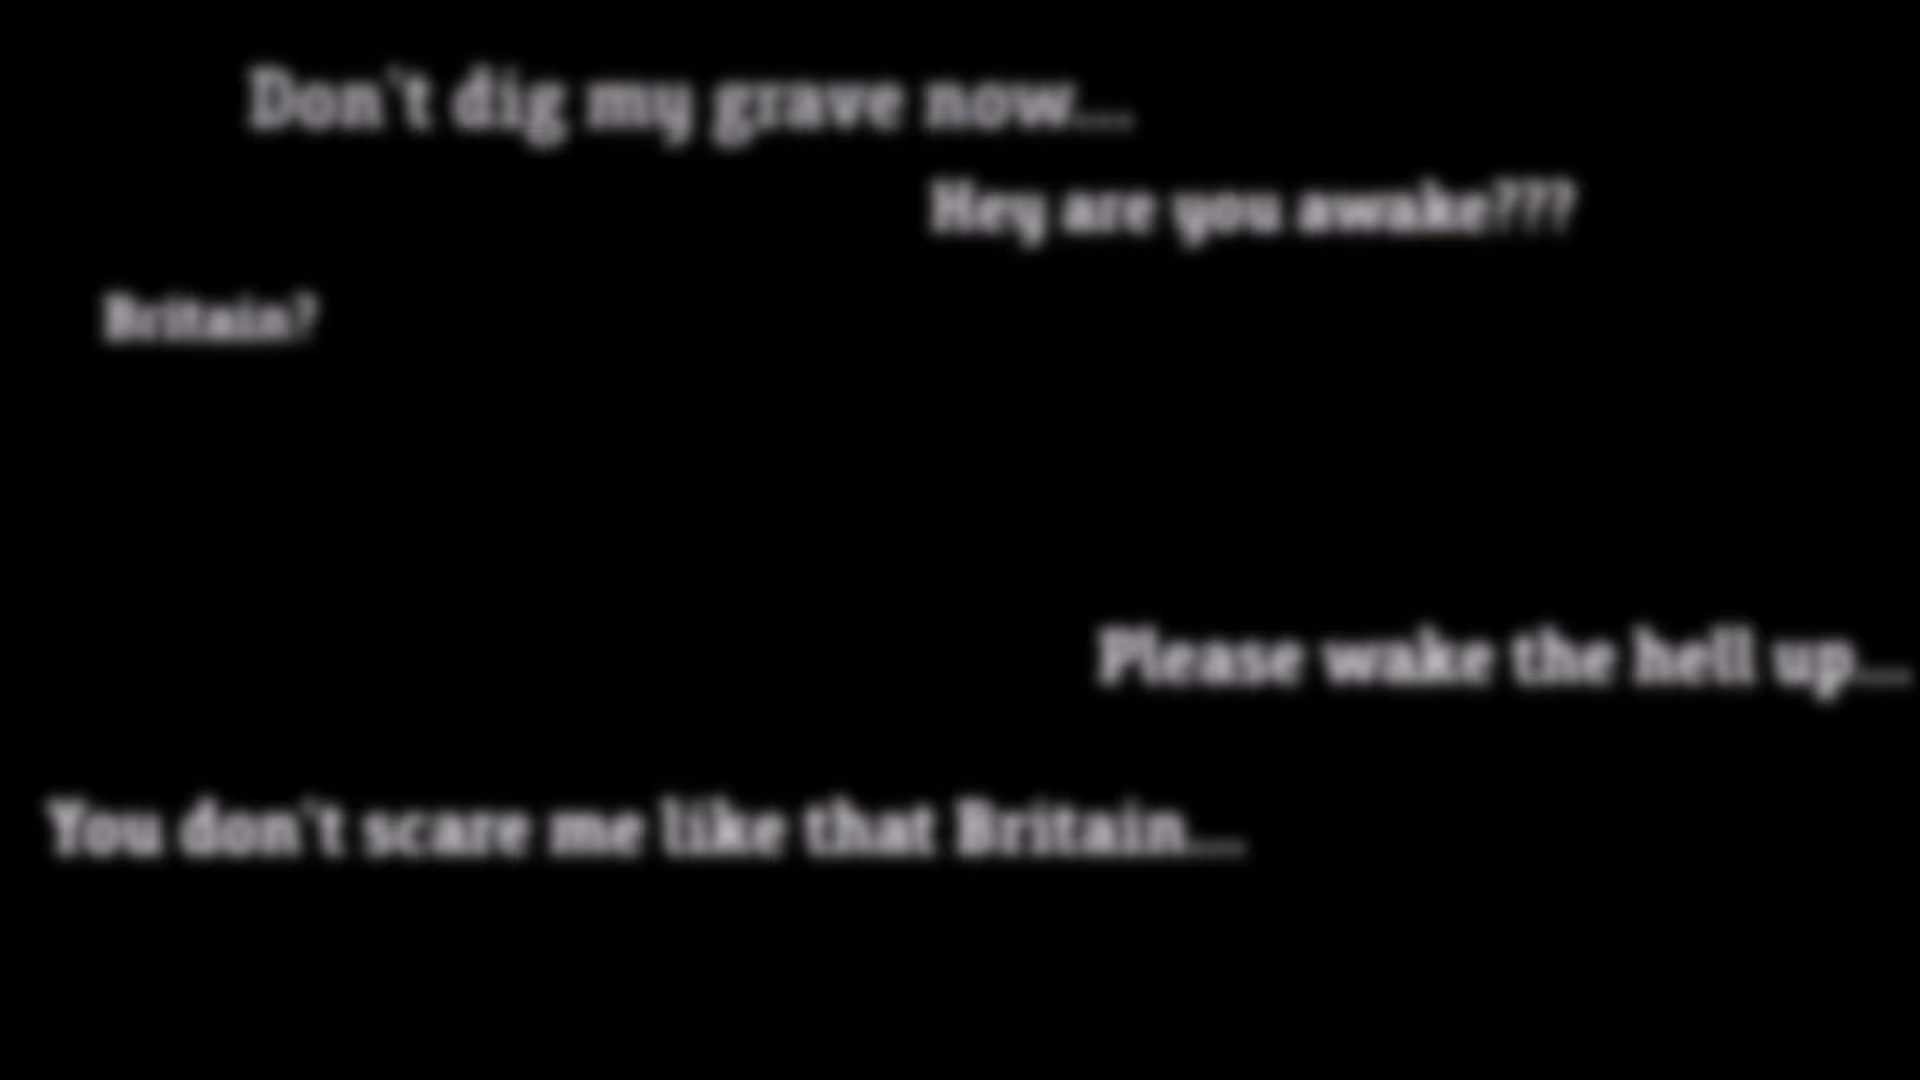 Don't dig my grave now...
Hey are you awake???
Britain?
Please wake the hell up...
You don't scare me like that Britain...